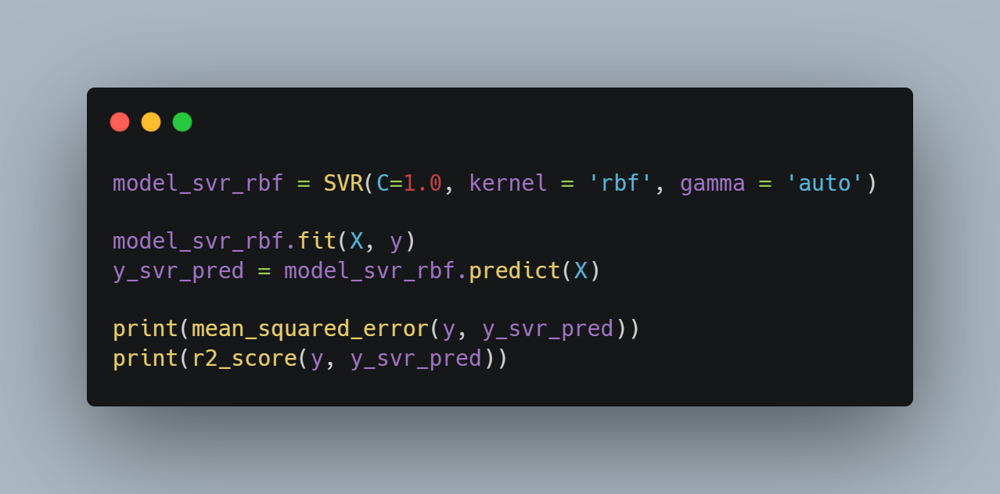 model_svr_rbf = SVR(C=1.0, kernel = 'rbf', gamma = 'auto')
model_svr_rbf.fit(X, y)
y_svr_pred = model_svr_rbf.predict(X)
print(mean_squared_error(y, y_svr_pred))
print(r2_score(y, y_svr_pred))